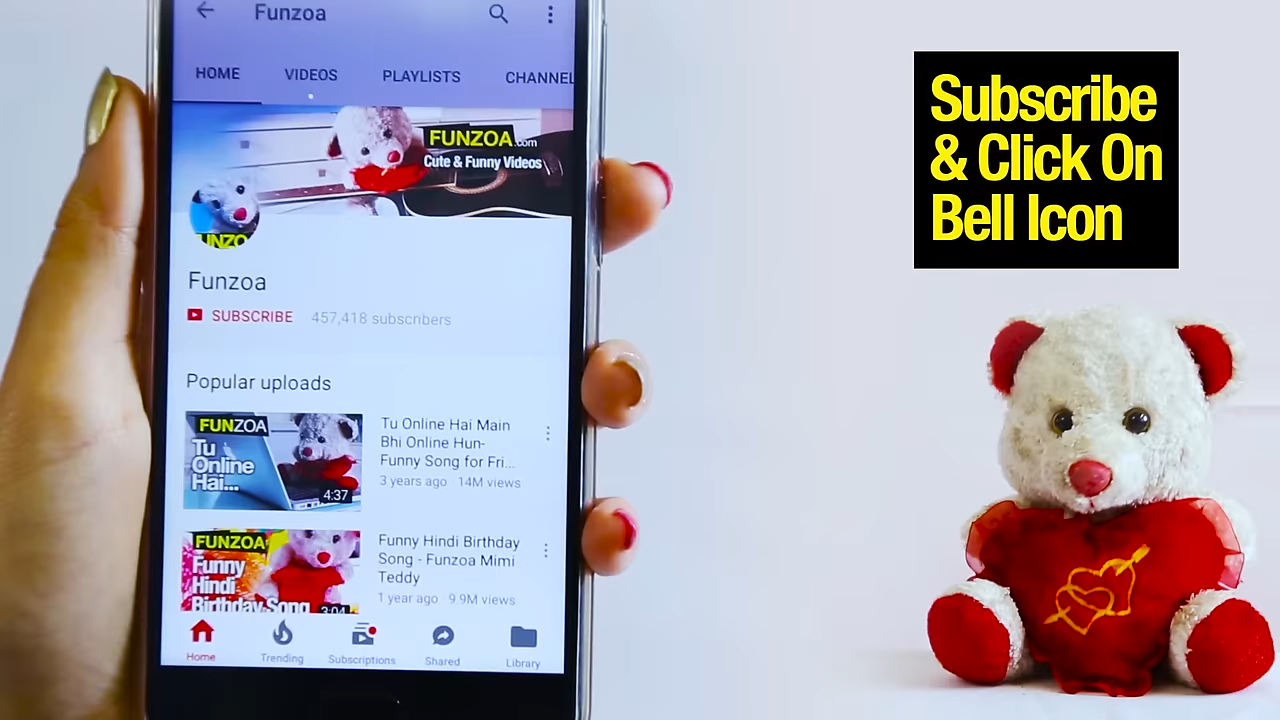 Funzoa
HOME VIDEOS PLAYLISTS CHANNEL
FUNZOA.com
Cute & Funny Videos
UNZO
Funzoa
SUBSCRIBE 457,418 subscribers
Popular uploads
FUNZOA
Tu
Online
Hai...
4:37
Tu Online Hai Main
Bhi Online Hun-
Funny Song for Fri...
3 years ago · 14M views
FUNZOA
Funny
Hindi
Birthday Song
3:04
Funny Hindi Birthday
Song - Funzoa Mimi
Teddy
1 year ago · 9.9M views
Home Trending Subscriptions Shared Library
Subscribe
& Click On
Bell Icon